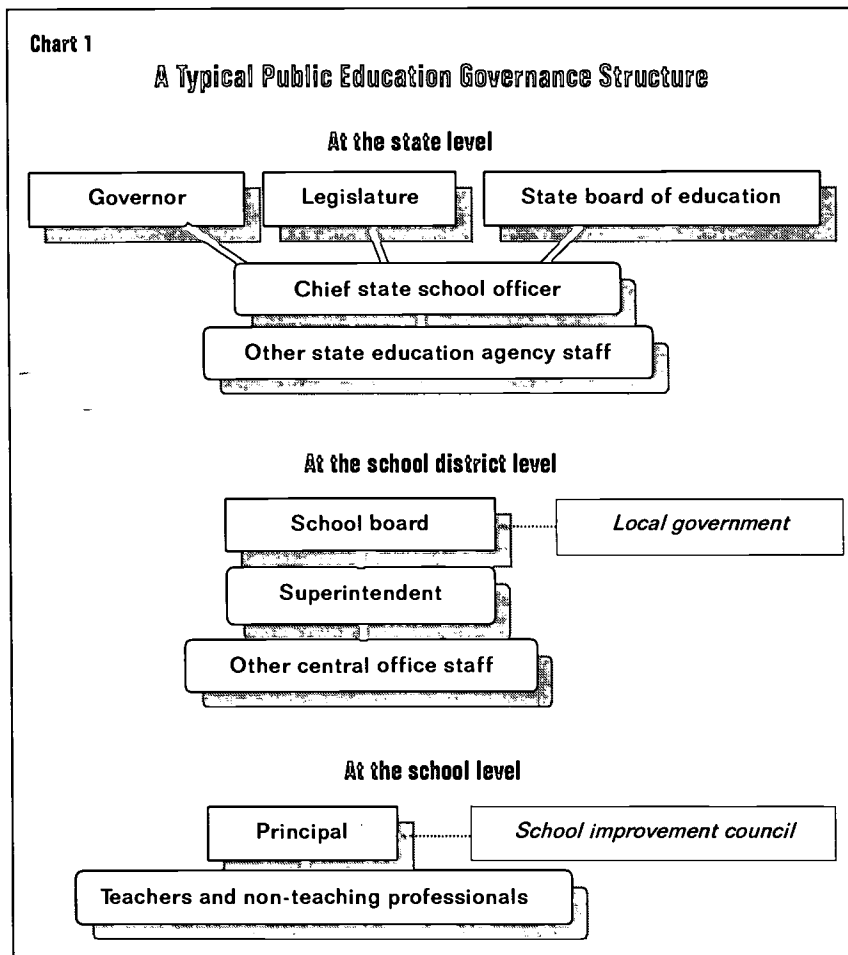 Chart 1
A Typical Public Education Governance Structure
At the state level
Governor
Legislature
State board of education
Chief state school officer
Other state education agency staff
At the school district level
School board
Local government
Superintendent
Other central office staff
At the school level
Principal
School improvement council
Teachers and non-teaching professionals